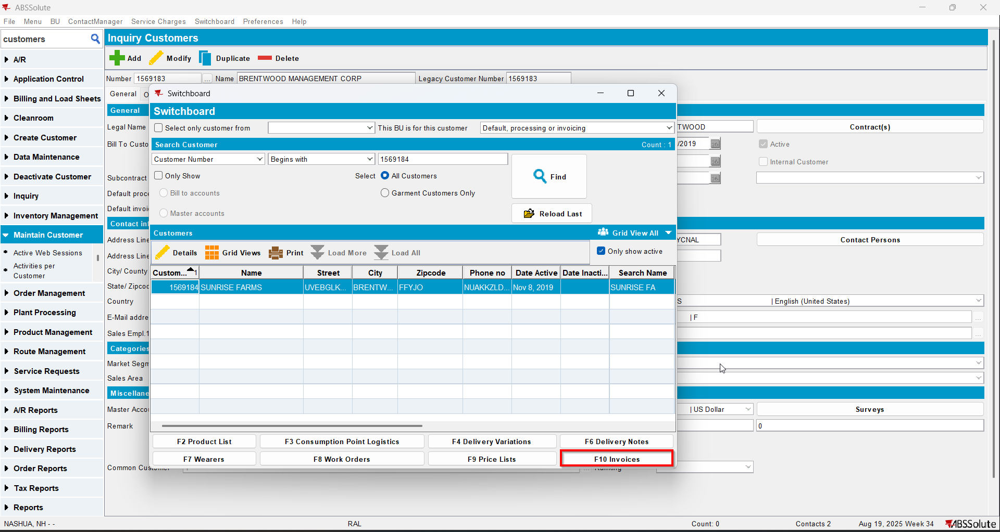 ABSSolute
File Menu BU ContactManager Service Charges Switchboard Preferences Help
customers
Inquiry Customers
Add Modify Duplicate Delete
Number 1569183 ... Name BRENTWOOD MANAGEMENT CORP Legacy Customer Number 1569183
A/R
Application Control
Billing and Load Sheets
Cleanroom
Create Customer
Data Maintenance
Deactivate Customer
Inquiry
Inventory Management
Maintain Customer
Active Web Sessions
Activities per
Customer
Order Management
Plant Processing
Product Management
Route Management
Service Requests
System Maintenance
A/R Reports
Billing Reports
Delivery Reports
Order Reports
Tax Reports
Reports
General
General
Legal Name
Bill To Custo
Subcontract
Default proc
Default invoi
Contact in
Address Line
Address Line
City/ County
State/ Zipcod
Country
E-Mail addre
Sales Empl.1
Categories
Market Segm
Sales Area
Miscellane
Master Accou
Remark
Common Customer
Switchboard
Switchboard
Select only customer from This BU is for this customer Default, processing or invoicing
Search Customer Count : 1
Customer Number Begins with 1569184
Find
Only Show Select All Customers
Bill to accounts Garment Customers Only
Master accounts
Reload Last
Customers Grid View All
Details Grid Views Print Load More Load All Only show active
Custom... 1 Name Street City Zipcode Phone no Date Active Date Inacti... Search Name
1569184 SUNRISE FARMS UVEBGLK... BRENTW... FFYJO NUAKKZLD... Nov 8, 2019 SUNRISE FA
F2 Product List F3 Consumption Point Logistics F4 Delivery Variations F6 Delivery Notes
F7 Wearers F8 Work Orders F9 Price Lists F10 Invoices
TWOOD Contract(s)
/2019 16 Active
16 Internal Customer
16
YCNAL Contact Persons
S | English (United States)
| F ...
...
| US Dollar Surveys
0
Ranking
NASHUA, NH - - RAL Count: 0 Contacts 2 Aug 19, 2025 Week 34 ABSSolute